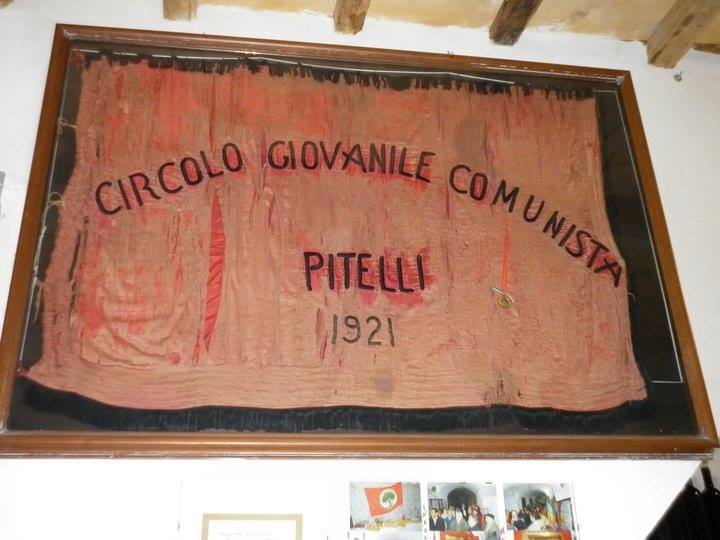 CIRCOLO GIOVANILE COMUNISTA
PITELLI
1921